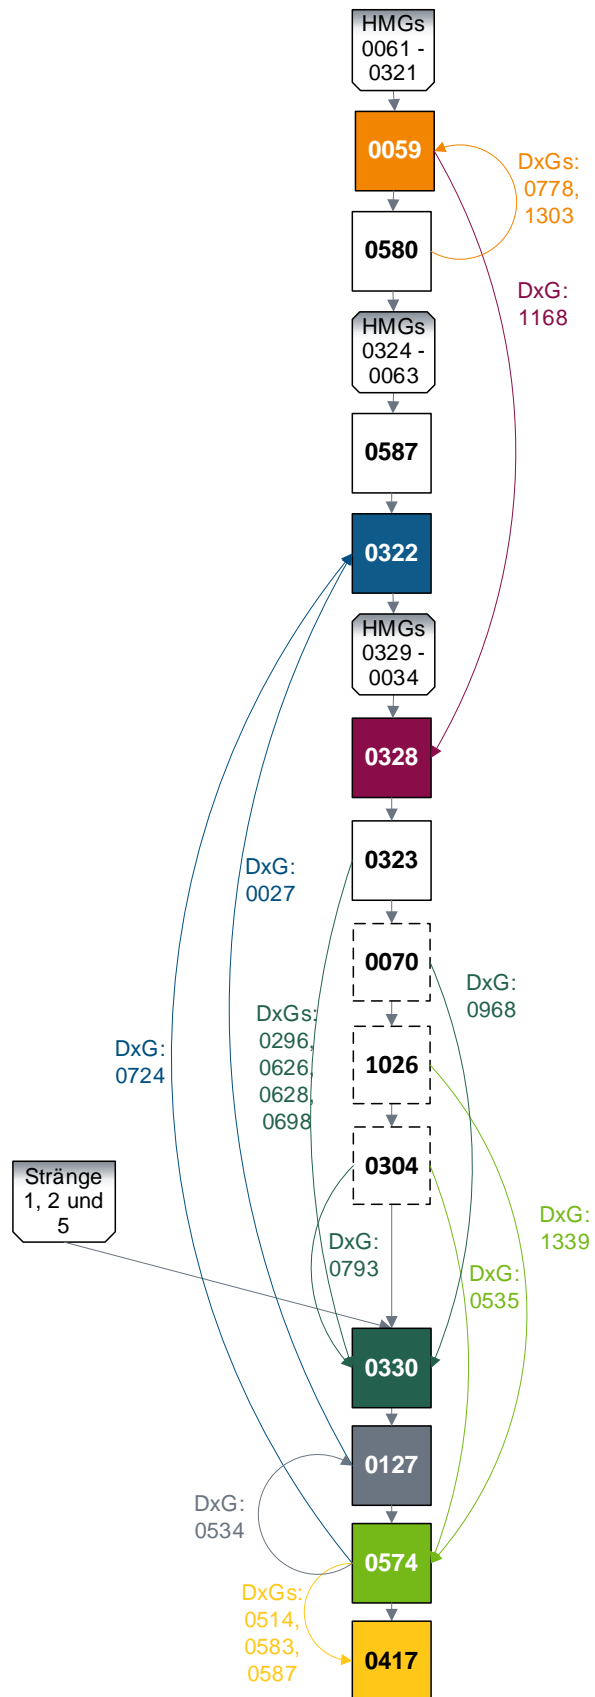 HMGs
0061 -
0321
0059
DxGs:
0778,
1303
0580
DxG:
1168
HMGs
0324 -
0063
0587
0322
HMGs
0329 -
0034
0328
0323
DxG:
0027
0070
DxG:
0968
DxGs:
0296,
0626,
0628,
0698
DxG:
0724
1026
0304
Stränge
1, 2 und
5
DxG:
1339
DxG:
0793
DxG:
0535
0330
0127
DxG:
0534
0574
DxGs:
0514,
0583,
0587
0417